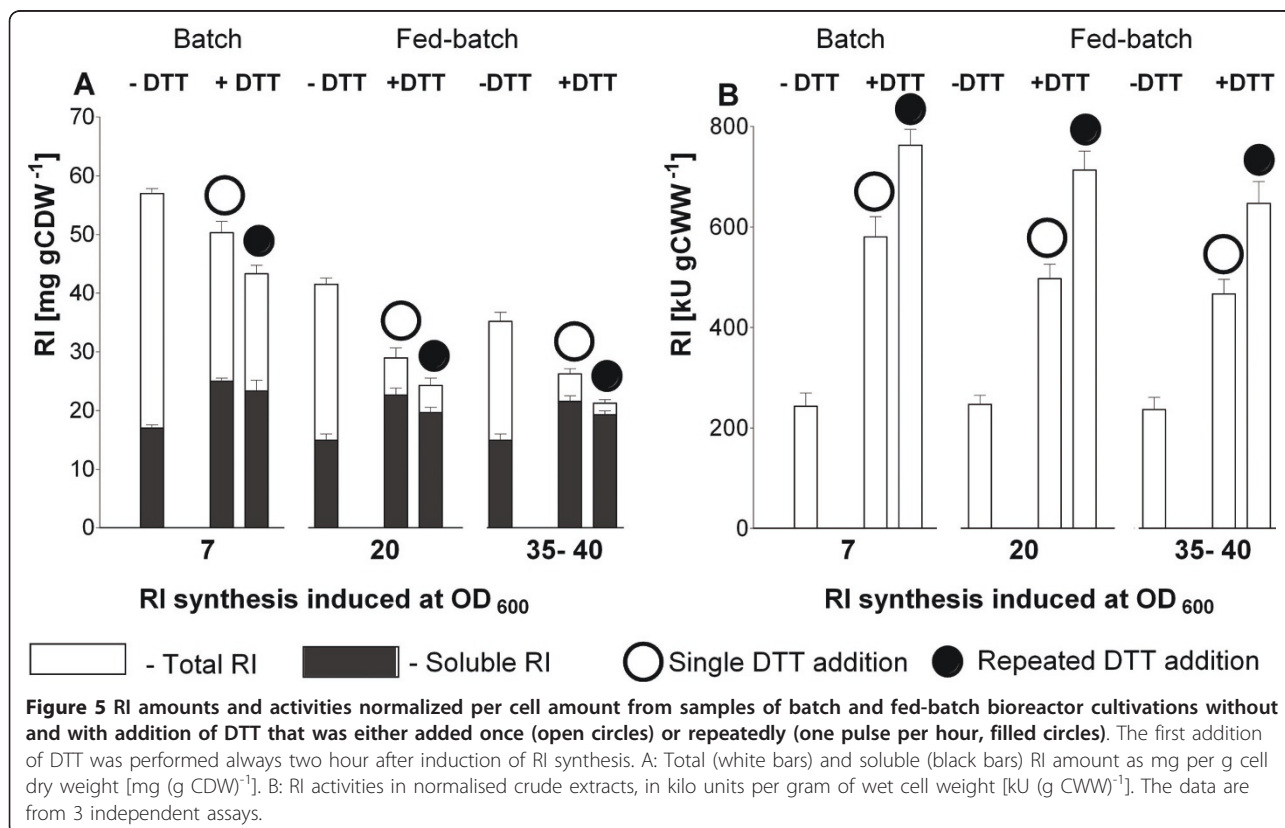 Batch Fed-batch Batch Fed-batch
A - DTT + DTT - DTT +DTT -DTT +DTT B - DTT +DTT -DTT +DTT -DTT +DTT
70
60
50
40
30
20
10
0
RI [mg gCDW-1]
7 20 35- 40
RI synthesis induced at OD 600
800
600
400
200
0
RI [kU gCWW-1]
7 20 35- 40
RI synthesis induced at OD 600
- Total RI - Soluble RI Single DTT addition Repeated DTT addition
Figure 5 RI amounts and activities normalized per cell amount from samples of batch and fed-batch bioreactor cultivations without
and with addition of DTT that was either added once (open circles) or repeatedly (one pulse per hour, filled circles). The first addition
of DTT was performed always two hour after induction of RI synthesis. A: Total (white bars) and soluble (black bars) RI amount as mg per g cell
dry weight [mg (g CDW)-1]. B: RI activities in normalised crude extracts, in kilo units per gram of wet cell weight [kU (g CWW)-1]. The data are
from 3 independent assays.